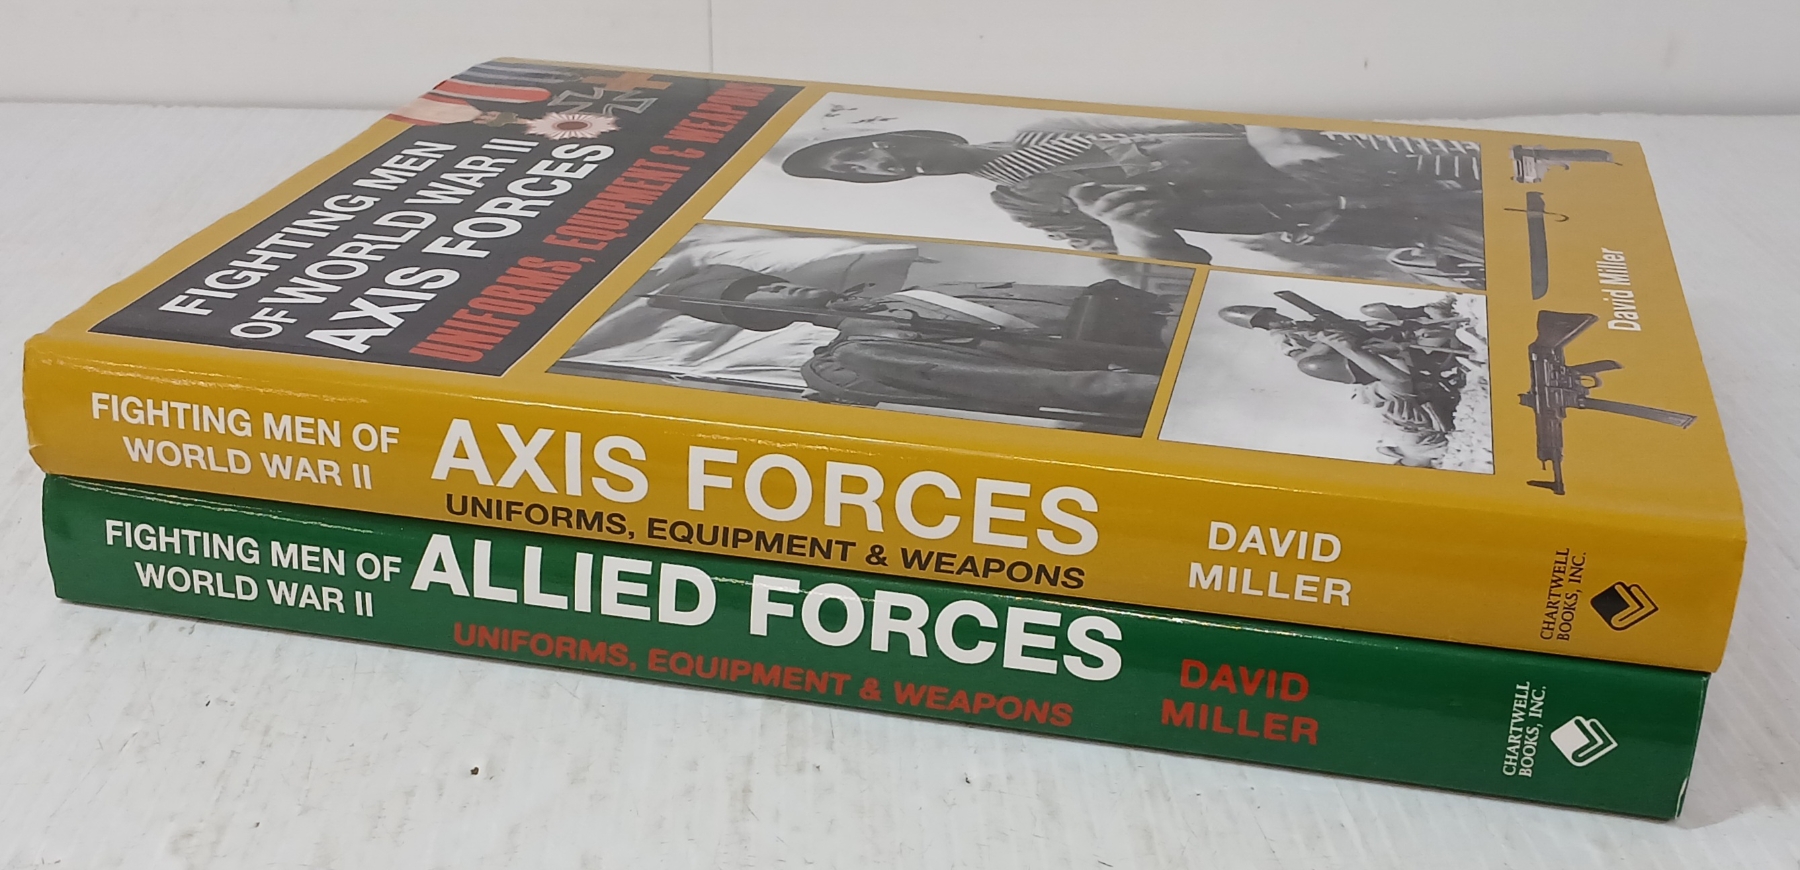 FIGHTING MEN
OF WORLD WAR II
AXIS FORCES
UNIFORMS, EQUIPMENT & WEAPONS
David Miller
FIGHTING MEN OF
WORLD WAR II
AXIS FORCES
UNIFORMS, EQUIPMENT & WEAPONS
DAVID
MILLER
CHARTWELL
BOOKS, INC.
FIGHTING MEN OF
WORLD WAR II
ALLIED FORCES
UNIFORMS, EQUIPMENT & WEAPONS
DAVID
MILLER
CHARTWELL
BOOKS, INC.